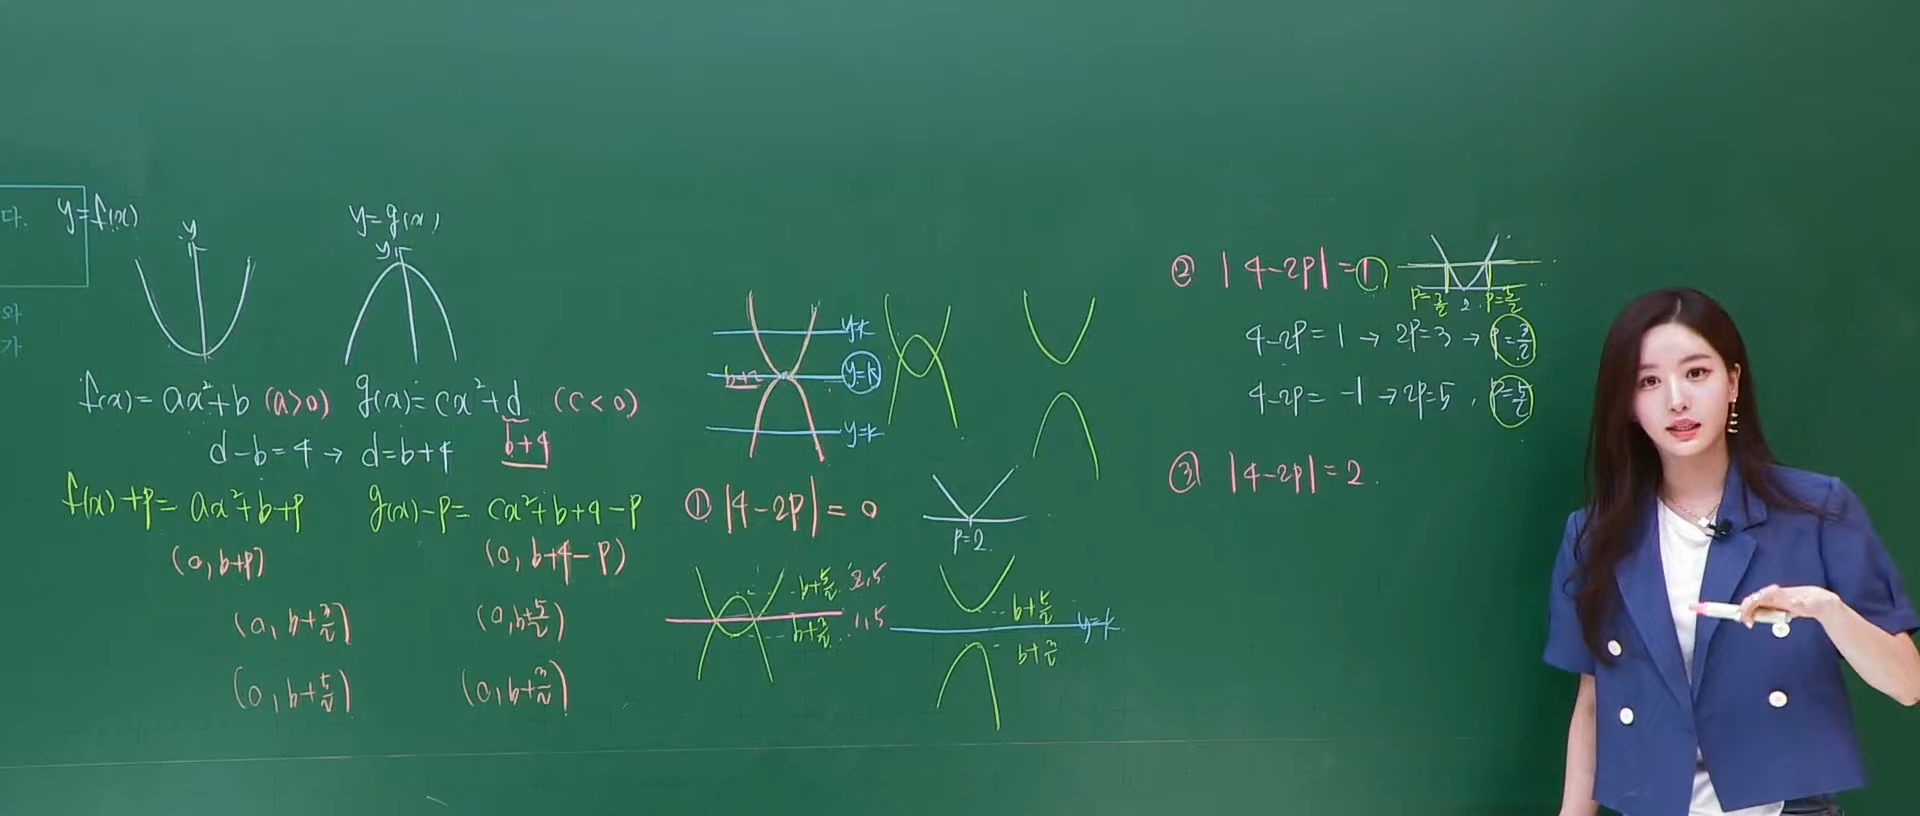 다.
와
가
y=f(x)
y
y=g(x)
y
f(x)=ax²+b (a>0)
g(x)=cx²+d (c<0)
d-b=4→ d=b+4
b+4
f(x)+p=ax²+b+p
g(x)-p=cx²+b+4-p
(0, b+p)
(0, b+4-p)
(0, b+3/2)
(0, b+5/2)
(0, b+5/2)
(0, b+3/2)
y=k
y=k
y=k
① |4-2p|=0
p=2.
b+5/2 2.5
b+3/2 1.5
b+5/2
y=k
b+3/2
② |4-2p|=1
p=3/2 2 p=5/2
4-2p=1 → 2p=3 → p=3/2
4-2p=-1 → 2p=5, p=5/2
③ |4-2p|=2.